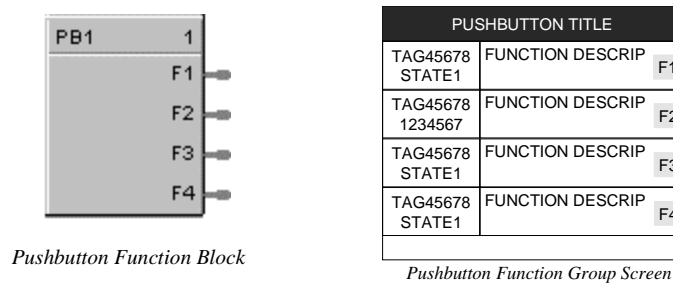 PB1 1
F1
F2
F3
F4
Pushbutton Function Block
PUSHBUTTON TITLE
TAG45678 FUNCTION DESCRIP
STATE1 F1
TAG45678 FUNCTION DESCRIP
1234567 F2
TAG45678 FUNCTION DESCRIP
STATE1 F3
TAG45678 FUNCTION DESCRIP
STATE1 F4
Pushbutton Function Group Screen